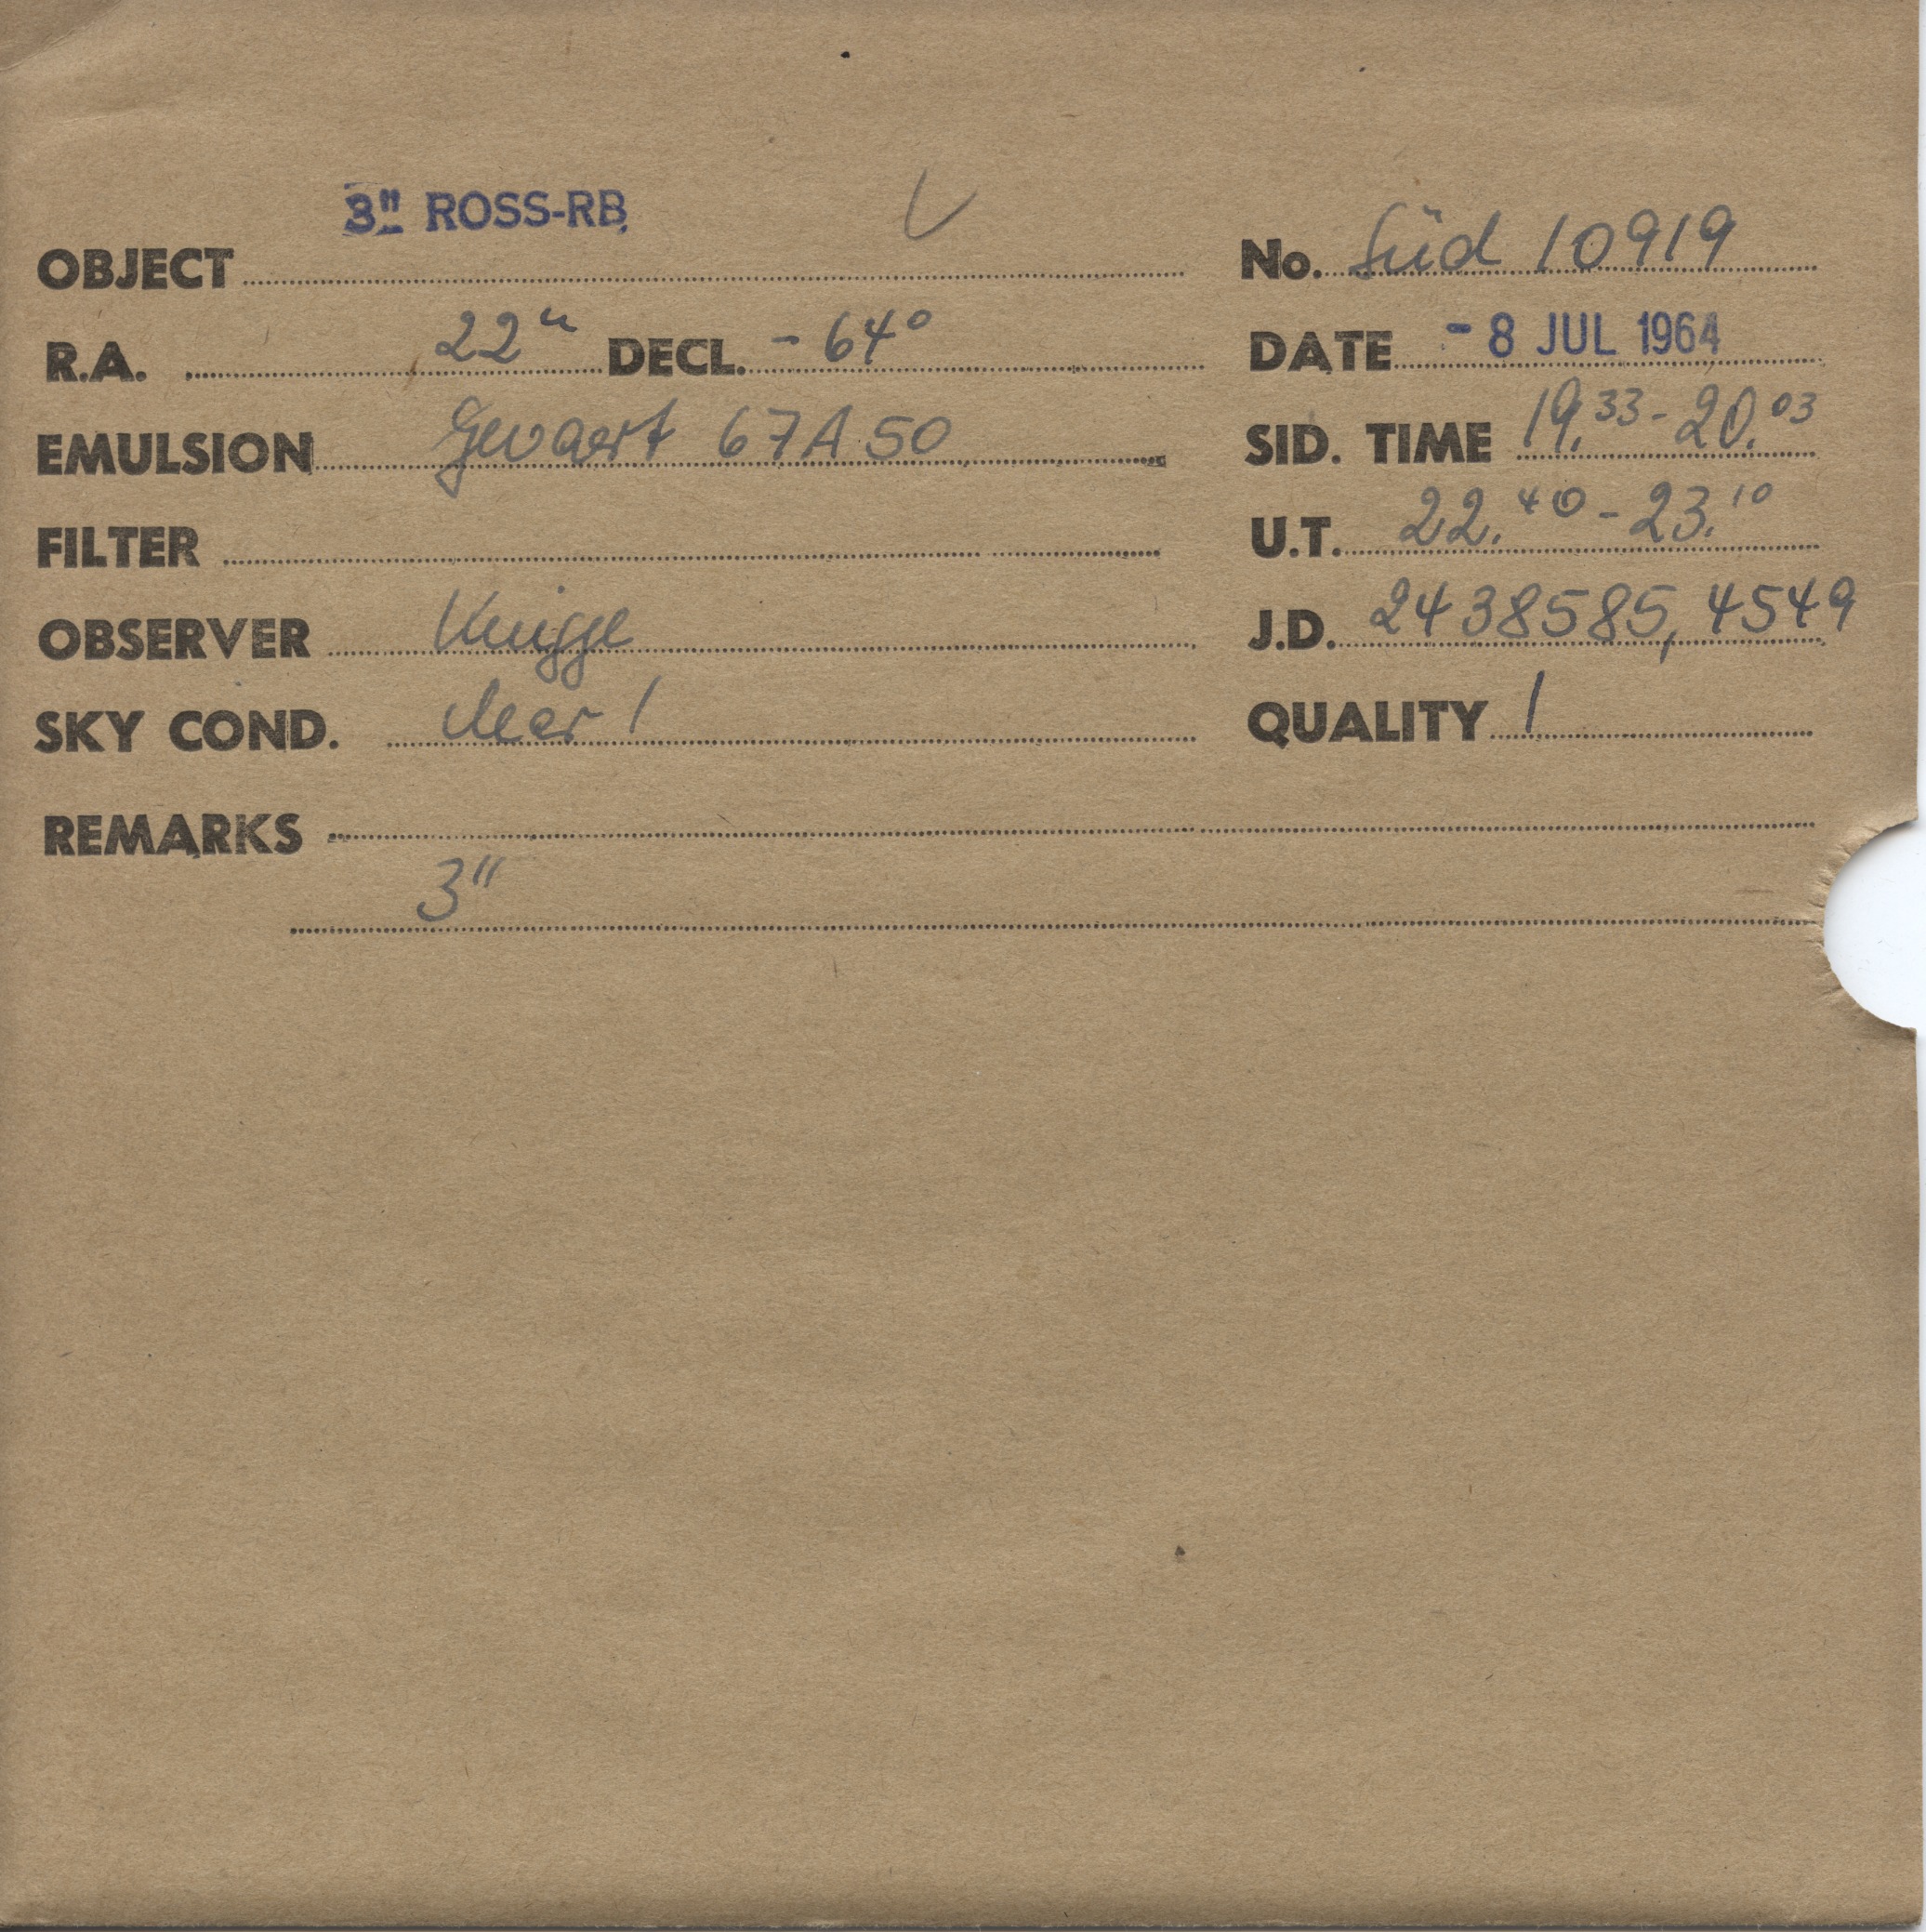 3" ROSS-RB
OBJECT
No. Süd 10919
R.A. 22h DECL. - 64°
DATE - 8 JUL 1964
EMULSION Gevaert 67A50
SID. TIME 19.33 - 20.03
FILTER
U.T. 22.40 - 23.10
OBSERVER Knigge
J.D. 2438585,4549
SKY COND. clear 1
QUALITY 1
REMARKS
3"